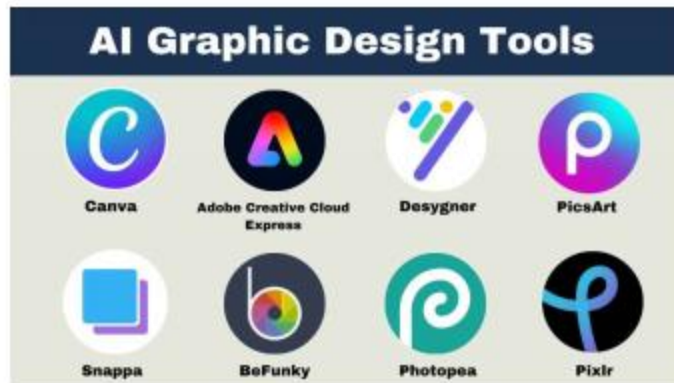 AI Graphic Design Tools
Canva
Adobe Creative Cloud
Express
Desygner
PicsArt
Snappa
BeFunky
Photopea
Pixlr